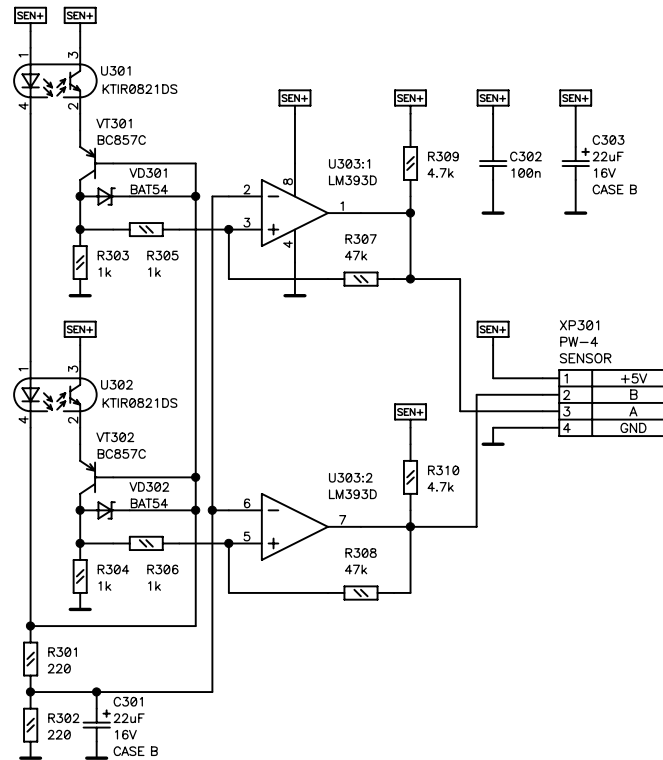 SEN+ SEN+
1 3
U301
KTIR0821DS
4 2
VT301
BC857C
VD301
BAT54
R303
1k
R305
1k
SEN+
8
U303:1
LM393D
2 −
3 +
1
4
SEN+
R309
4.7k
R307
47k
SEN+
C302
100n
SEN+
+ C303
22uF
16V
CASE B
SEN+
XP301
PW-4
SENSOR
1 +5V
2 B
3 A
4 GND
SEN+
1 3
U302
KTIR0821DS
4 2
VT302
BC857C
VD302
BAT54
R304
1k
R306
1k
U303:2
LM393D
6 −
5 +
7
SEN+
R310
4.7k
R308
47k
R301
220
R302
220
+ C301
22uF
16V
CASE B